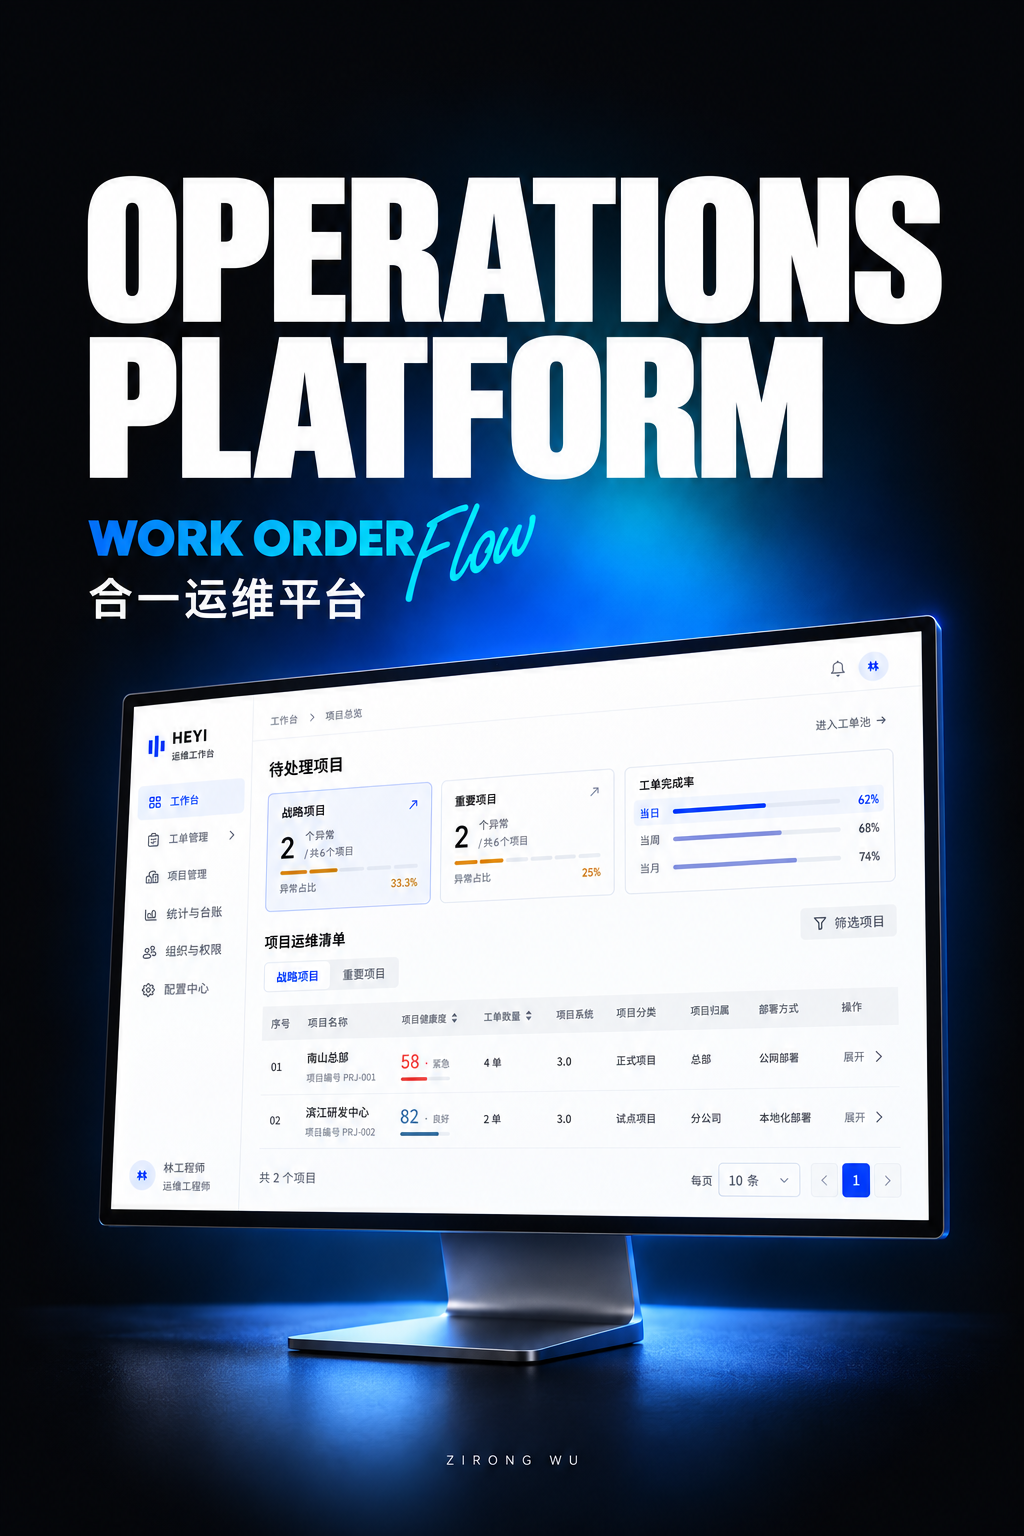 OPERATIONS
PLATFORM
WORK ORDER Flow
合一运维平台
HEYI
运维工作台
工作台
工单管理
项目管理
统计与台账
组织与权限
配置中心
林
林工程师
运维工程师
工作台 > 项目总览
林
进入工单池 →
待处理项目
战略项目
2 个异常
/ 共6个项目
异常占比 33.3%
重要项目
2 个异常
/ 共6个项目
异常占比 25%
工单完成率
当日 62%
当周 68%
当月 74%
项目运维清单
筛选项目
战略项目 重要项目
序号 项目名称 项目健康度 工单数量 项目系统 项目分类 项目归属 部署方式 操作
01 南山总部 58 · 紧急 4 单 3.0 正式项目 总部 公网部署 展开
项目编号 PRJ-001
02 滨江研发中心 82 · 良好 2 单 3.0 试点项目 分公司 本地化部署 展开
项目编号 PRJ-002
共 2 个项目 每页 10 条 1
ZIRONG WU